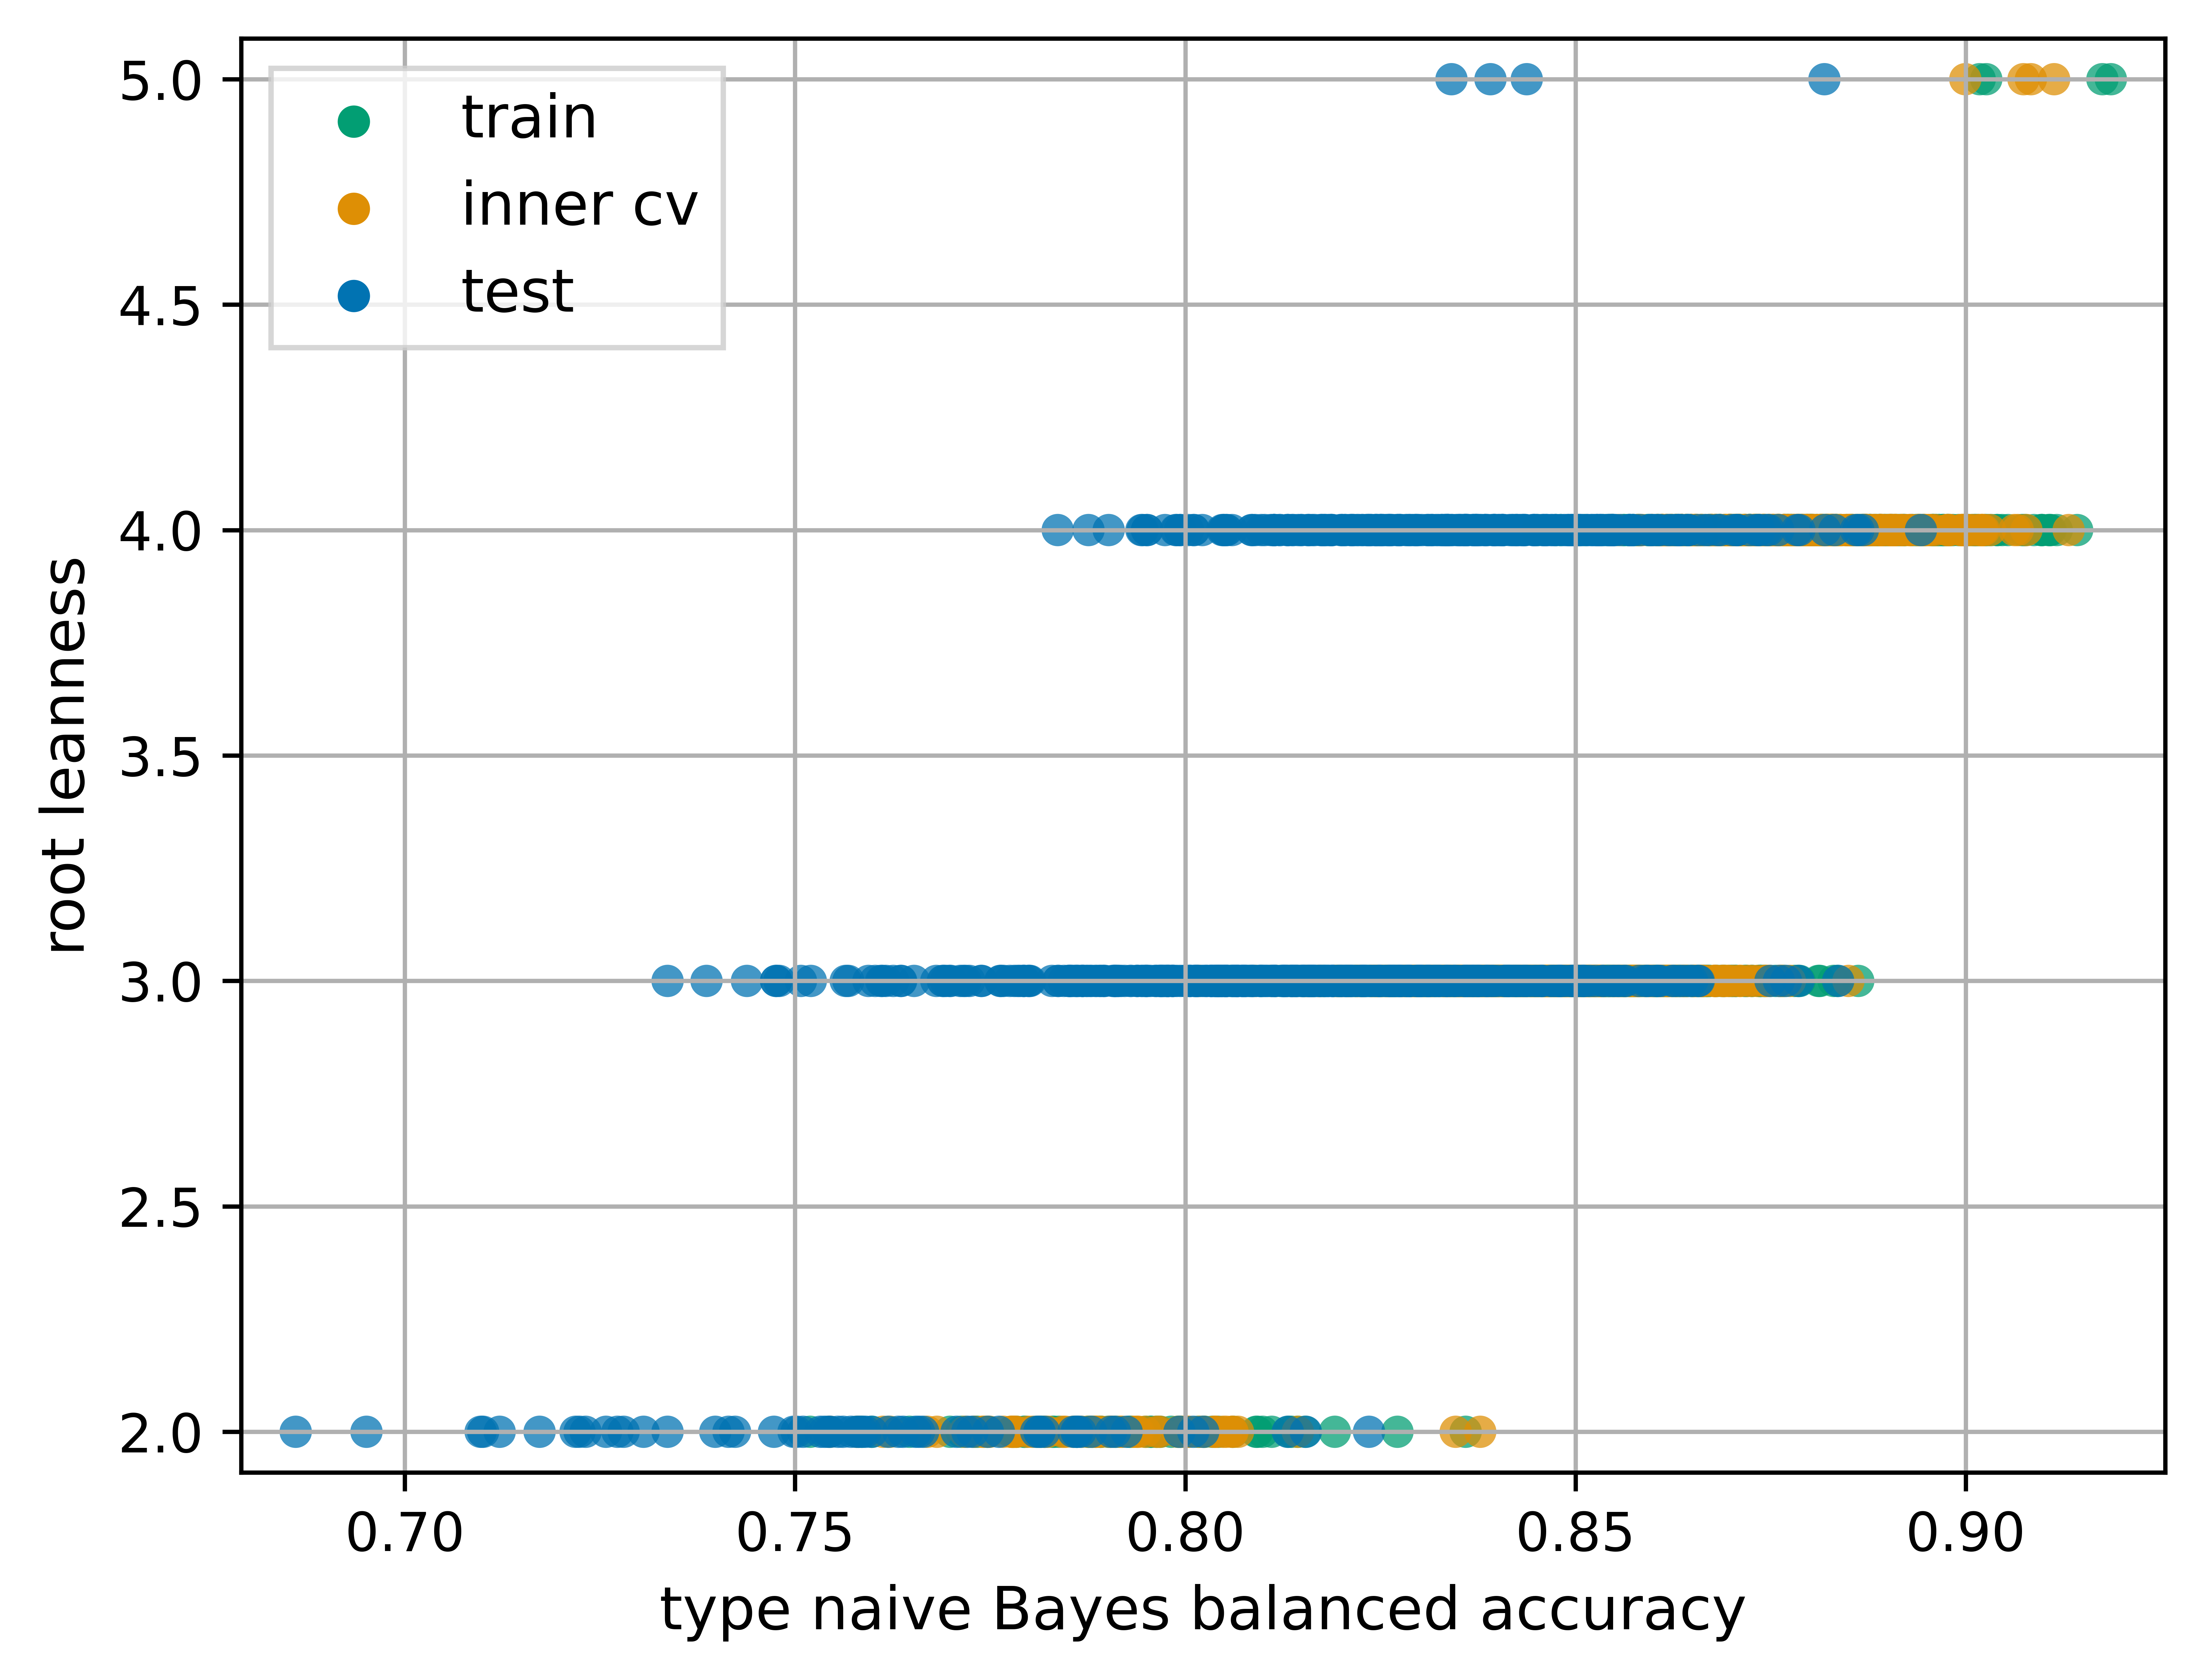 train
inner cv
test
5.0
4.5
4.0
3.5
3.0
2.5
2.0
root leanness
0.70 0.75 0.80 0.85 0.90
type naive Bayes balanced accuracy